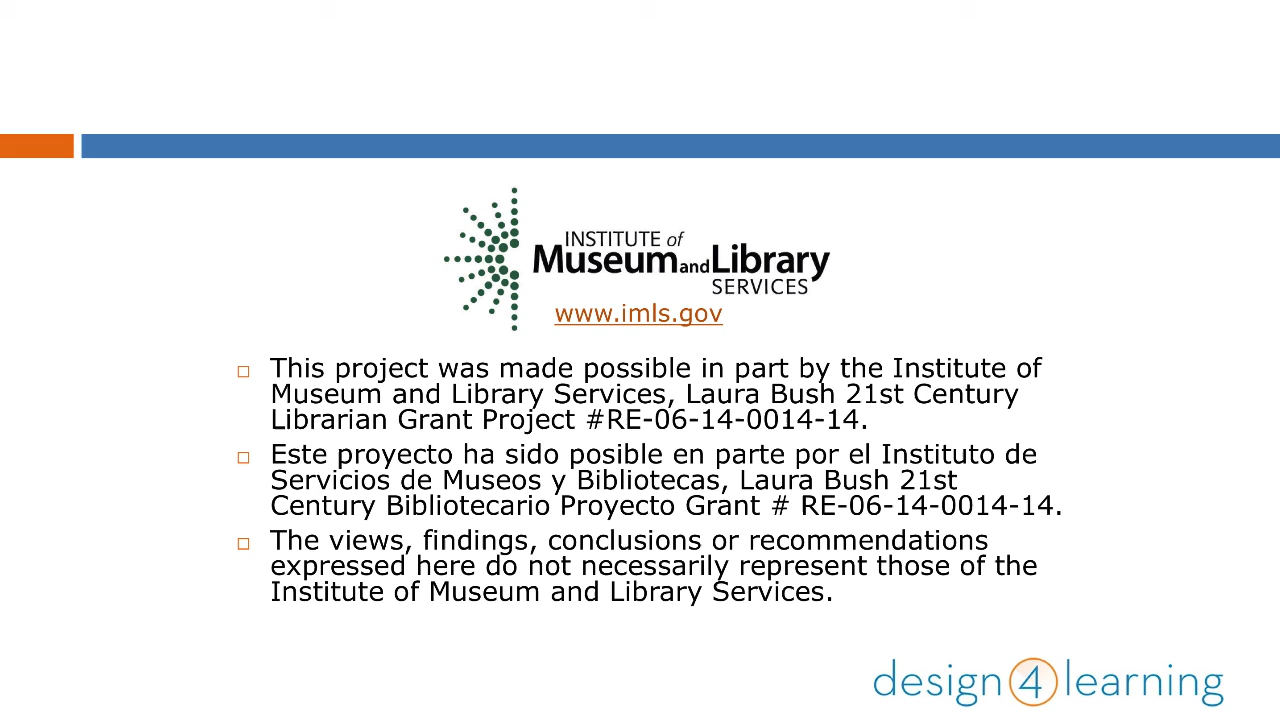 INSTITUTE of
Museum and Library
SERVICES
www.imls.gov
This project was made possible in part by the Institute of
Museum and Library Services, Laura Bush 21st Century
Librarian Grant Project #RE-06-14-0014-14.
Este proyecto ha sido posible en parte por el Instituto de
Servicios de Museos y Bibliotecas, Laura Bush 21st
Century Bibliotecario Proyecto Grant # RE-06-14-0014-14.
The views, findings, conclusions or recommendations
expressed here do not necessarily represent those of the
Institute of Museum and Library Services.
design 4 learning